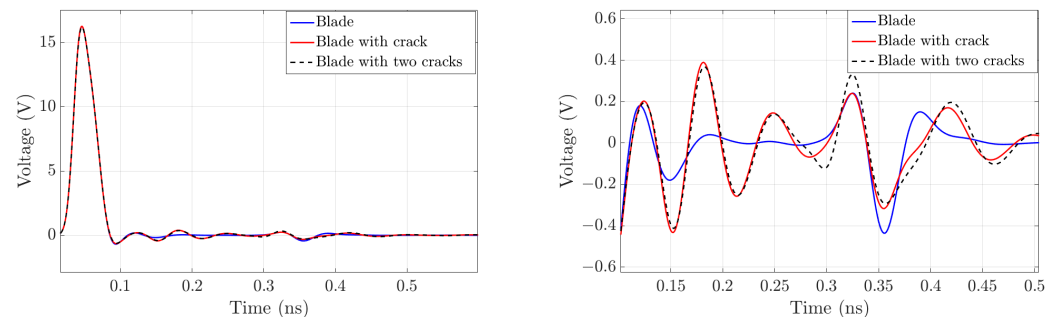 Voltage (V)
15
10
5
0
0.1
0.2
0.3
0.4
0.5
Time (ns)
Blade
Blade with crack
Blade with two cracks
Voltage (V)
0.6
0.4
0.2
0
−0.2
−0.4
−0.6
0.15
0.2
0.25
0.3
0.35
0.4
0.45
0.5
Time (ns)
Blade
Blade with crack
Blade with two cracks